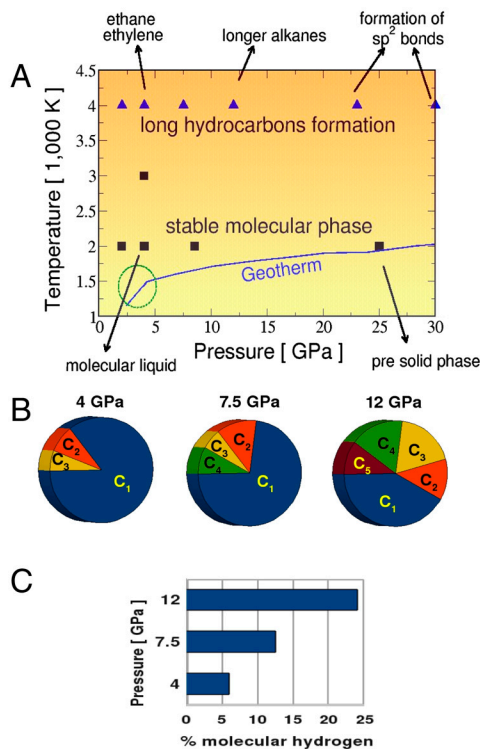 ethane
ethylene
longer alkanes
formation of
sp² bonds
A
Temperature [ 1,000 K ]
4.5
4
3.5
3
2.5
2
1.5
1
long hydrocarbons formation
stable molecular phase
Geotherm
0
5
10
15
20
25
30
molecular liquid
Pressure [ GPa ]
pre solid phase
B
4 GPa
7.5 GPa
12 GPa
C₂
C₃
C₁
C₂
C₃
C₄
C₁
C₄
C₃
C₅
C₂
C₁
C
Pressure [ GPa ]
12
7.5
4
0
5
10
15
20
25
% molecular hydrogen